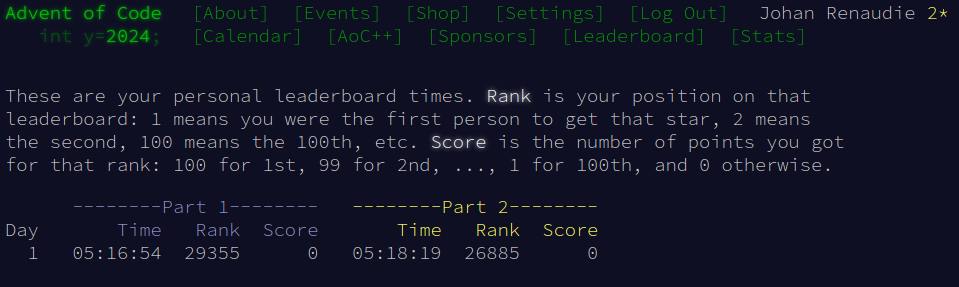 Advent of Code [About] [Events] [Shop] [Settings] [Log Out] Johan Renaudie 2*
int y=2024; [Calendar] [AoC++] [Sponsors] [Leaderboard] [Stats]
These are your personal leaderboard times. Rank is your position on that
leaderboard: 1 means you were the first person to get that star, 2 means
the second, 100 means the 100th, etc. Score is the number of points you got
for that rank: 100 for 1st, 99 for 2nd, ..., 1 for 100th, and 0 otherwise.
--------Part 1-------- --------Part 2--------
Day Time Rank Score Time Rank Score
1 05:16:54 29355 0 05:18:19 26885 0